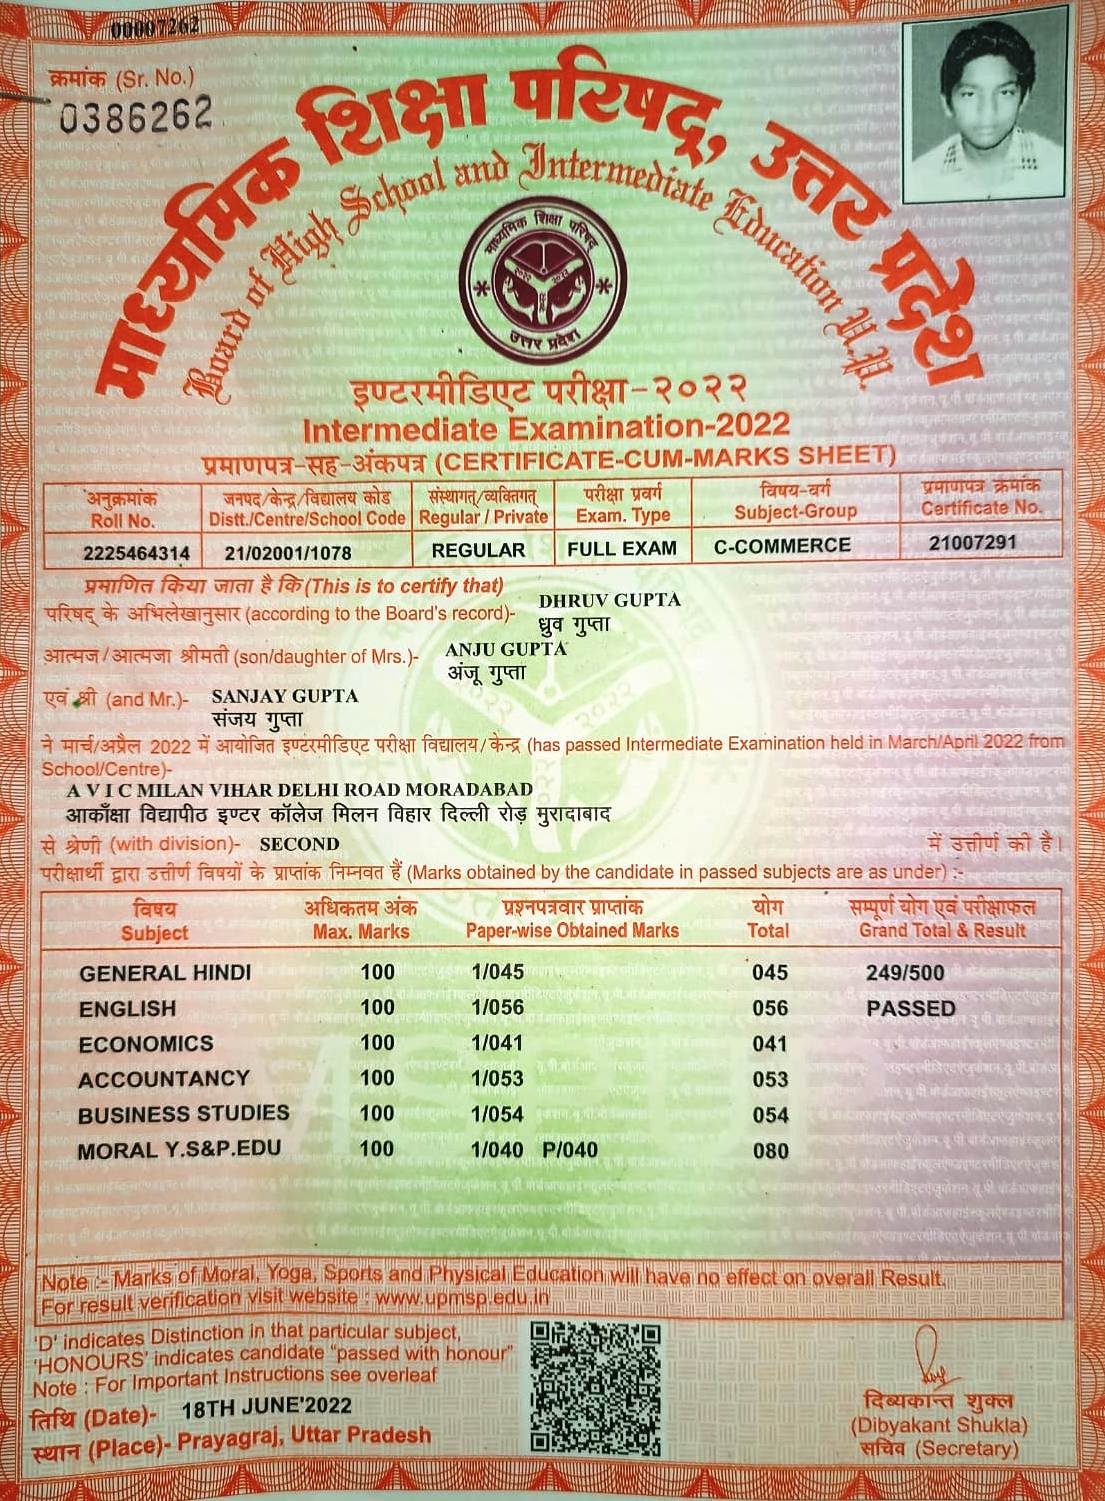 00007262
क्रमांक (Sr. No.)
0386262
माध्यमिक शिक्षा परिषद्, उत्तर प्रदेश
Board of High School and Intermediate Education U.P.
माध्यमिक शिक्षा परिषद्
२०२२ २०२२
२०२२
उत्तर प्रदेश
इण्टरमीडिएट परीक्षा-२०२२
Intermediate Examination-2022
प्रमाणपत्र-सह-अंकपत्र (CERTIFICATE-CUM-MARKS SHEET)
अनुक्रमांक जनपद/केन्द्र/विद्यालय कोड संस्थागत्/व्यक्तिगत् परीक्षा प्रवर्ग विषय-वर्ग प्रमाणपत्र क्रमांक
Roll No. Distt./Centre/School Code Regular / Private Exam. Type Subject-Group Certificate No.
2225464314 21/02001/1078 REGULAR FULL EXAM C-COMMERCE 21007291
प्रमाणित किया जाता है कि (This is to certify that)
परिषद् के अभिलेखानुसार (according to the Board's record)- DHRUV GUPTA
ध्रुव गुप्ता
आत्मज/आत्मजा श्रीमती (son/daughter of Mrs.)- ANJU GUPTA
अंजू गुप्ता
एवं श्री (and Mr.)- SANJAY GUPTA
संजय गुप्ता
ने मार्च/अप्रैल 2022 में आयोजित इण्टरमीडिएट परीक्षा विद्यालय/केन्द्र (has passed Intermediate Examination held in March/April 2022 from
School/Centre)-
A V I C MILAN VIHAR DELHI ROAD MORADABAD
आकाँक्षा विद्यापीठ इण्टर कॉलेज मिलन विहार दिल्ली रोड़ मुरादाबाद
से श्रेणी (with division)- SECOND में उत्तीर्ण की है।
परीक्षार्थी द्वारा उत्तीर्ण विषयों के प्राप्तांक निम्नवत हैं (Marks obtained by the candidate in passed subjects are as under) :-
विषय अधिकतम अंक प्रश्नपत्रवार प्राप्तांक योग सम्पूर्ण योग एवं परीक्षाफल
Subject Max. Marks Paper-wise Obtained Marks Total Grand Total & Result
GENERAL HINDI 100 1/045 045 249/500
ENGLISH 100 1/056 056 PASSED
ECONOMICS 100 1/041 041
ACCOUNTANCY 100 1/053 053
BUSINESS STUDIES 100 1/054 054
MORAL Y.S&P.EDU 100 1/040 P/040 080
Note :- Marks of Moral, Yoga, Sports and Physical Education will have no effect on overall Result.
For result verification visit website : www.upmsp.edu.in
'D' indicates Distinction in that particular subject,
'HONOURS' indicates candidate "passed with honour"
Note : For Important Instructions see overleaf
तिथि (Date)- 18TH JUNE'2022
स्थान (Place)- Prayagraj, Uttar Pradesh
दिब्यकान्त शुक्ल
(Dibyakant Shukla)
सचिव (Secretary)